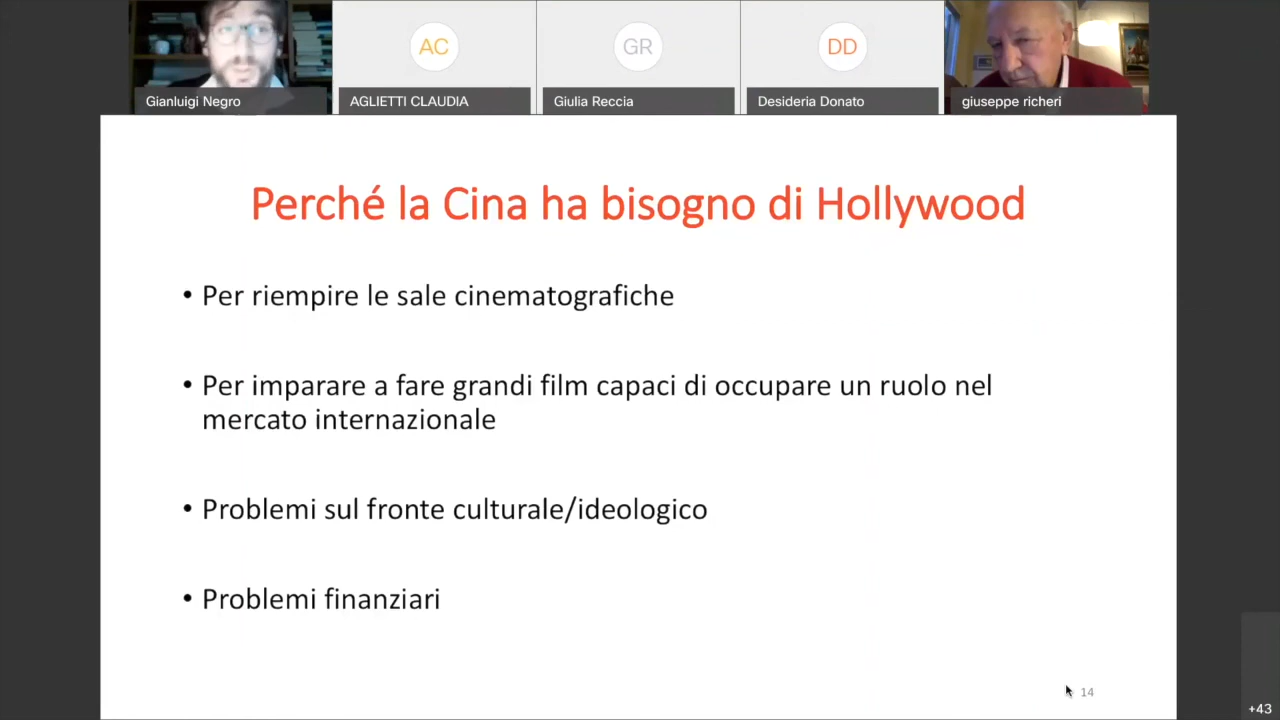 AC
GR
DD
Gianluigi Negro
AGLIETTI CLAUDIA
Giulia Reccia
Desideria Donato
giuseppe richeri
Perché la Cina ha bisogno di Hollywood
• Per riempire le sale cinematografiche
• Per imparare a fare grandi film capaci di occupare un ruolo nel
mercato internazionale
• Problemi sul fronte culturale/ideologico
• Problemi finanziari
14
+43